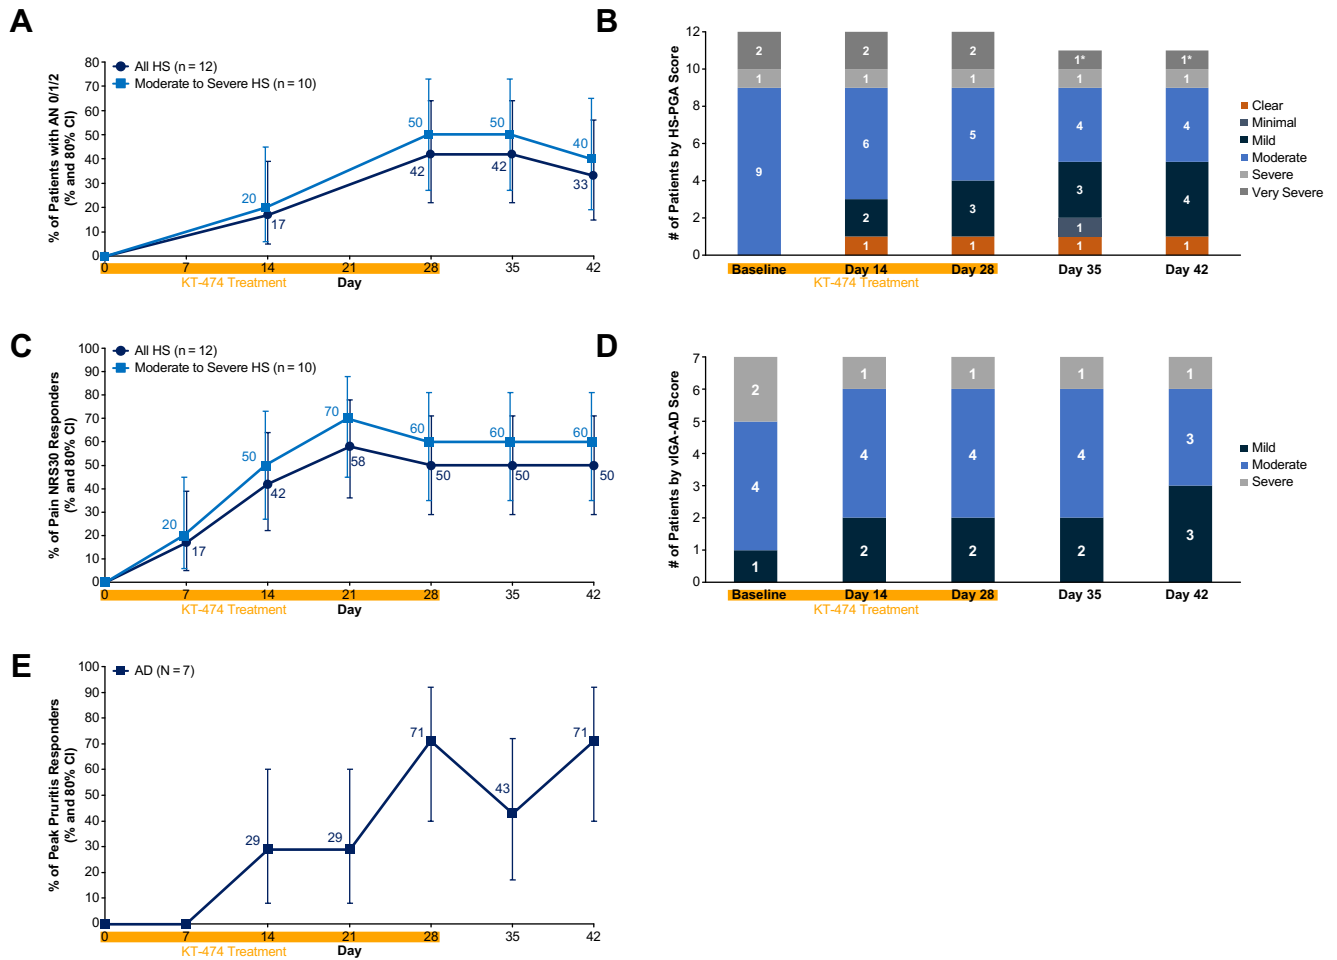 A
% of Patients with AN 0/1/2
(% and 80% CI)
All HS (n = 12)
Moderate to Severe HS (n = 10)
80
70
60
50
40
30
20
10
0
20
17
50
42
50
42
40
33
0 7 14 21 28 35 42
KT-474 Treatment
Day
B
# of Patients by HS-PGA Score
12
10
8
6
4
2
0
2
1
9
2
1
6
2
1
2
1
5
3
1
1*
1
4
3
1
1
1*
1
4
4
1
Baseline Day 14 Day 28 Day 35 Day 42
KT-474 Treatment
Clear
Minimal
Mild
Moderate
Severe
Very Severe
C
% of Pain NRS30 Responders
(% and 80% CI)
All HS (n = 12)
Moderate to Severe HS (n = 10)
100
90
80
70
60
50
40
30
20
10
0
20
17
50
42
70
58
60
50
60
50
60
50
0 7 14 21 28 35 42
KT-474 Treatment
Day
D
# of Patients by vIGA-AD Score
7
6
5
4
3
2
1
0
2
4
1
1
4
2
1
4
2
1
4
2
1
3
3
Baseline Day 14 Day 28 Day 35 Day 42
KT-474 Treatment
Mild
Moderate
Severe
E
% of Peak Pruritis Responders
(% and 80% CI)
AD (N = 7)
100
90
80
70
60
50
40
30
20
10
0
29
29
71
43
71
0 7 14 21 28 35 42
KT-474 Treatment
Day